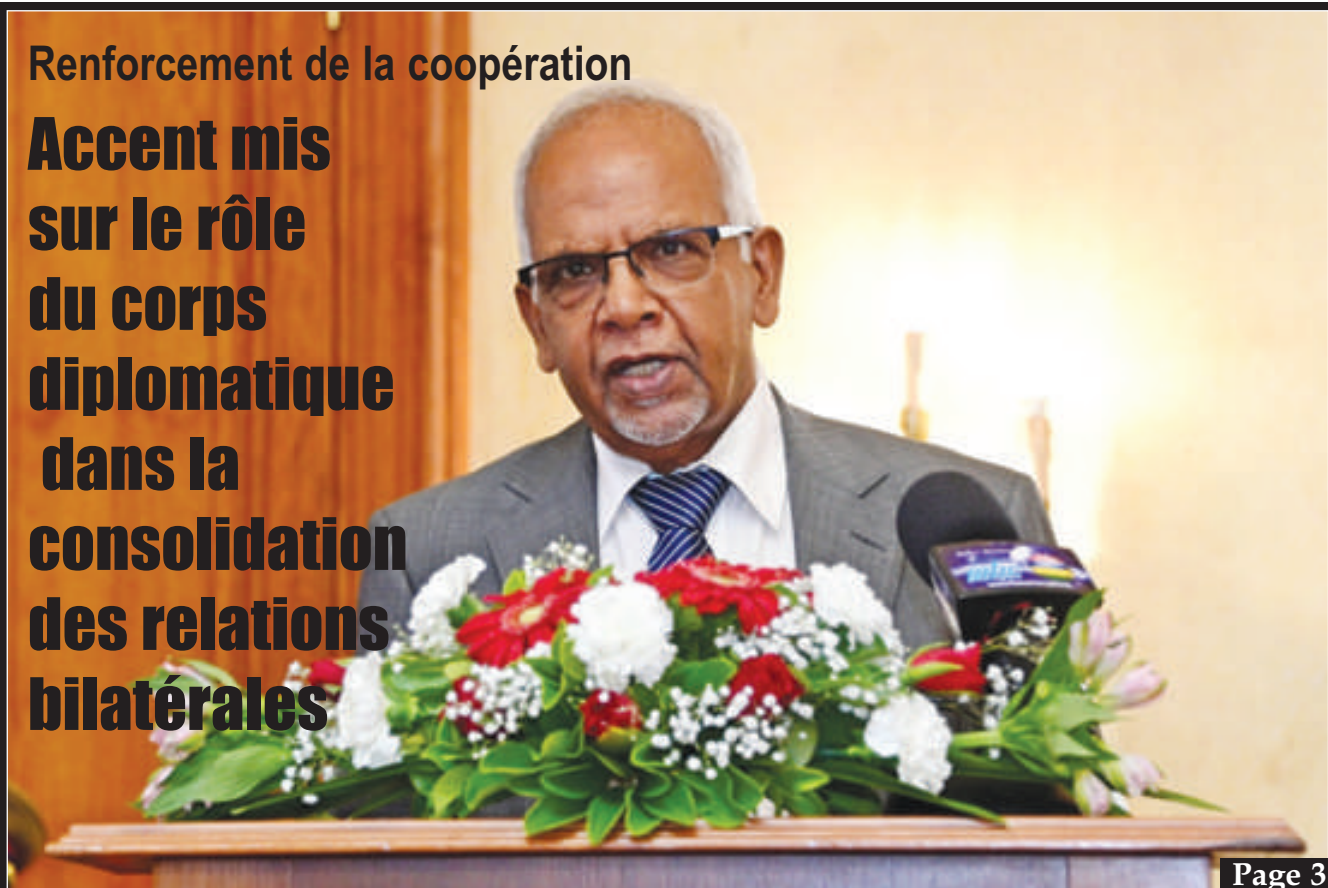 Renforcement de la coopération
Accent mis
sur le rôle
du corps
diplomatique
dans la
consolidation
des relations
bilatérales
Page 3